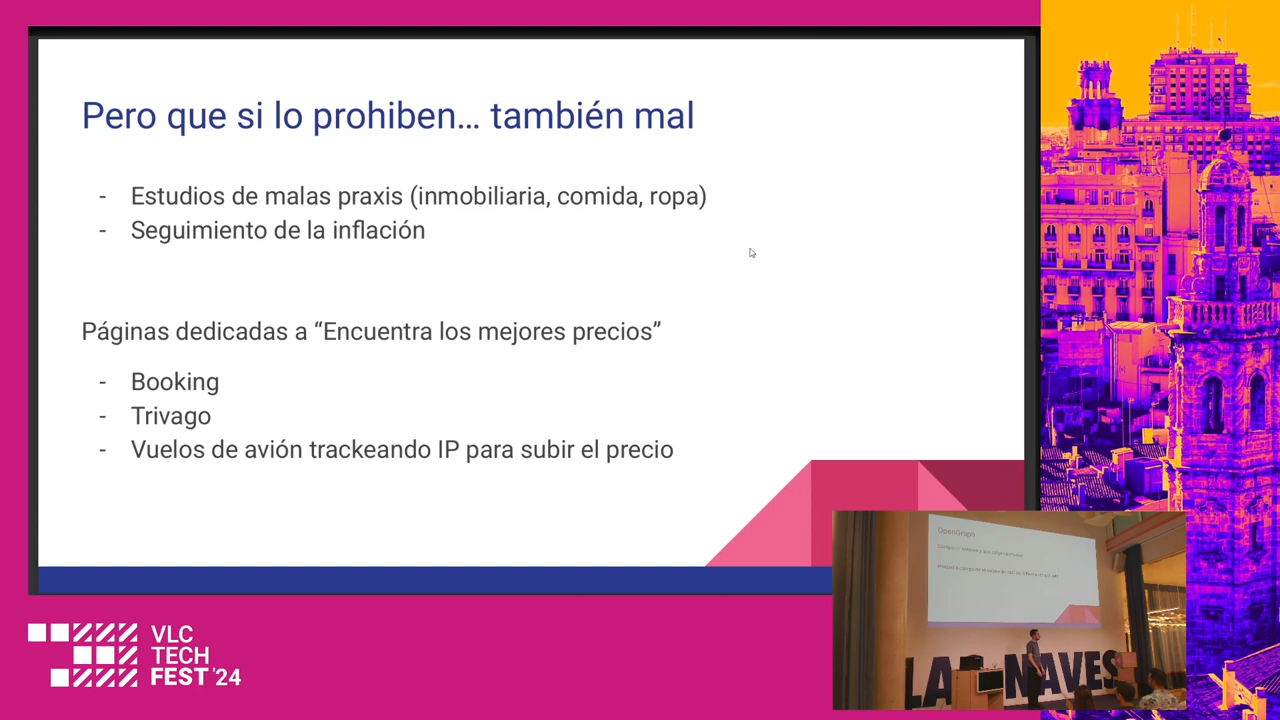 Pero que si lo prohiben… también mal
- Estudios de malas praxis (inmobiliaria, comida, ropa)
- Seguimiento de la inflación
Páginas dedicadas a “Encuentra los mejores precios”
- Booking
- Trivago
- Vuelos de avión trackeando IP para subir el precio
OpenGraph
LAS NAVES
VLC
TECH
FEST '24